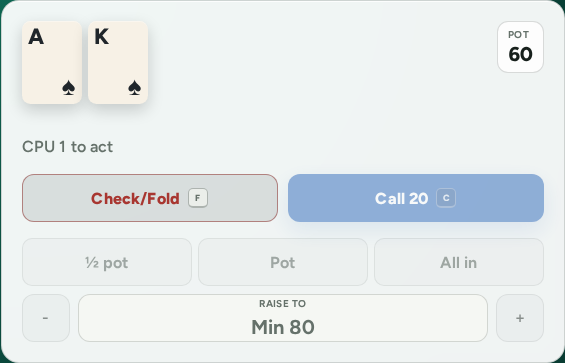 A
♠
K
♠
POT
60
CPU 1 to act
Check/Fold F
Call 20 C
½ pot
Pot
All in
-
RAISE TO
Min 80
+